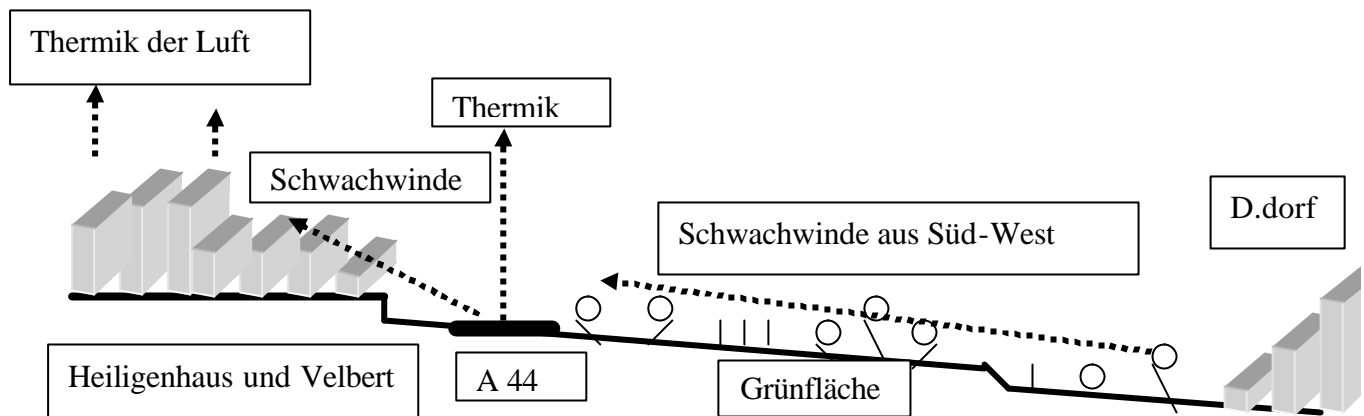 Thermik der Luft
Thermik
Schwachwinde
Schwachwinde aus Süd-West
D.dorf
Heiligenhaus und Velbert
A 44
Grünfläche